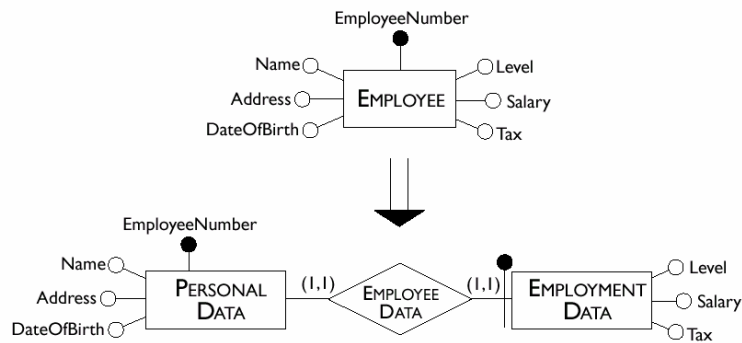 EmployeeNumber
Name
Level
Address
EMPLOYEE
Salary
DateOfBirth
Tax
EmployeeNumber
Name
Level
Address
PERSONAL
DATA
(1,1)
EMPLOYEE
DATA
(1,1)
EMPLOYMENT
DATA
Salary
DateOfBirth
Tax